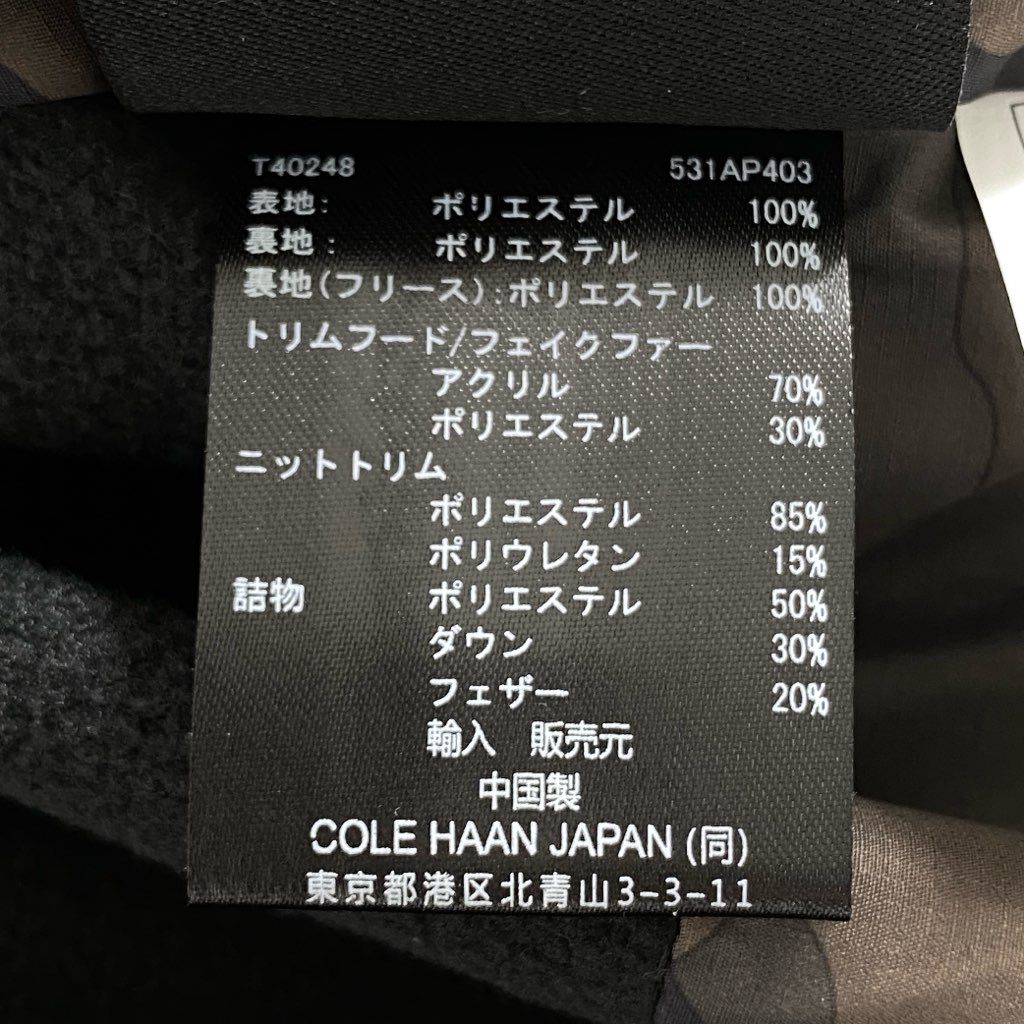 T40248 531AP403
表地: ポリエステル 100%
裏地: ポリエステル 100%
裏地(フリース):ポリエステル 100%
トリムフード/フェイクファー
アクリル 70%
ポリエステル 30%
ニットトリム
ポリエステル 85%
ポリウレタン 15%
詰物 ポリエステル 50%
ダウン 30%
フェザー 20%
輸入 販売元
中国製
COLE HAAN JAPAN (同)
東京都港区北青山3-3-11